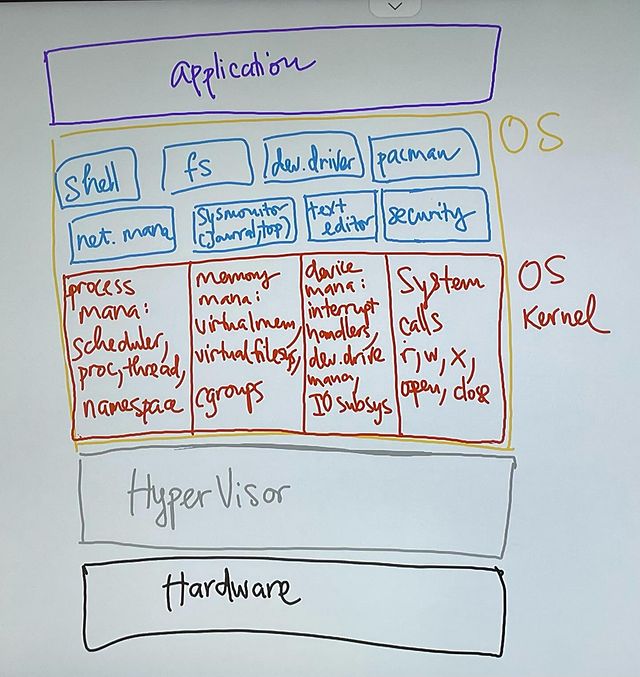 application
OS
shell
fs
dev.driver
pacman
net. mana
sysmonitor
(jounral,top)
text
editor
security
process
mana:
scheduler,
proc,thread,
namespace
memory
mana:
virtualmem,
virtualfilesys,
cgroups
device
mana:
interrupt
handlers,
dev.drive
mana,
IO subsys
System
calls
r, w, x,
open, close
OS
Kernel
HyperVisor
Hardware